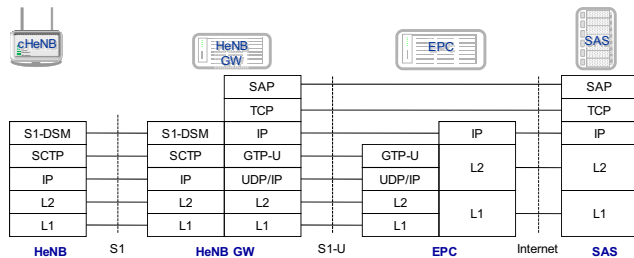 cHeNB
HeNB
GW
EPC
SAS
SAP
SAP
TCP
TCP
S1-DSM
S1-DSM
IP
IP
IP
SCTP
SCTP
GTP-U
GTP-U
L2
L2
IP
IP
UDP/IP
UDP/IP
L2
L2
L2
L2
L1
L1
L1
L1
L1
L1
HeNB
S1
HeNB GW
S1-U
EPC
Internet
SAS